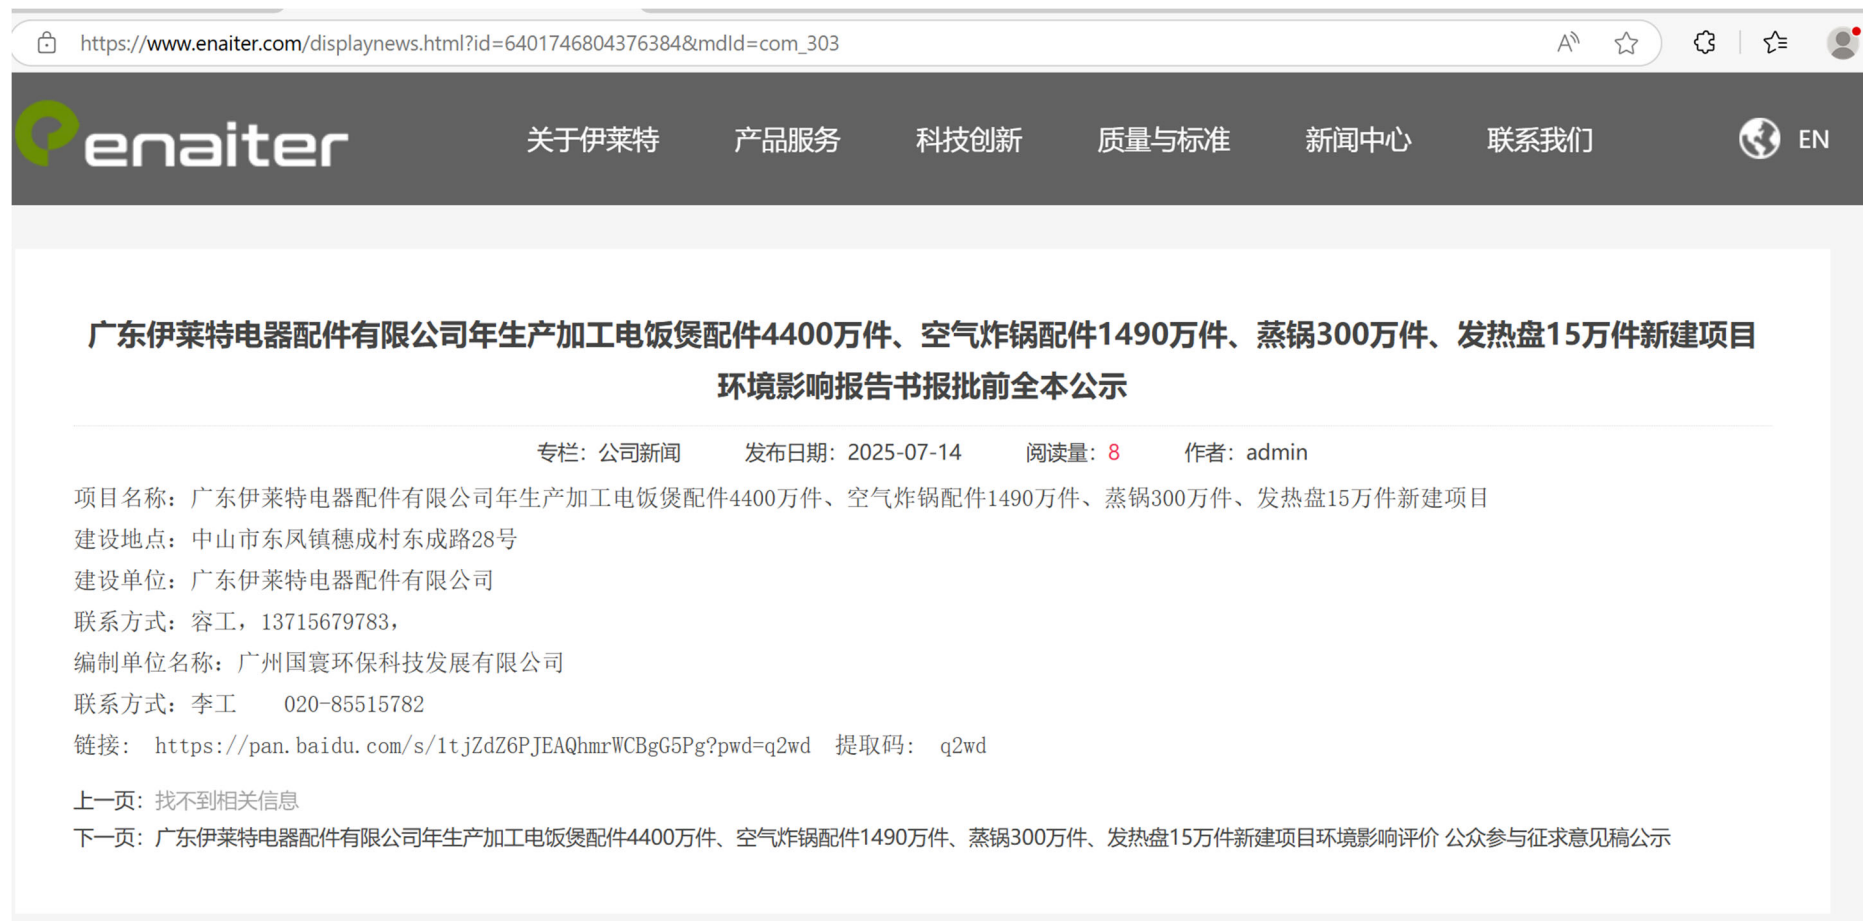 https://www.enaiter.com/displaynews.html?id=6401746804376384&mdId=com_303
enaiter 关于伊莱特 产品服务 科技创新 质量与标准 新闻中心 联系我们 EN
广东伊莱特电器配件有限公司年生产加工电饭煲配件4400万件、空气炸锅配件1490万件、蒸锅300万件、发热盘15万件新建项目
环境影响报告书报批前全本公示
专栏：公司新闻 发布日期：2025-07-14 阅读量：8 作者：admin
项目名称：广东伊莱特电器配件有限公司年生产加工电饭煲配件4400万件、空气炸锅配件1490万件、蒸锅300万件、发热盘15万件新建项目
建设地点：中山市东凤镇穗成村东成路28号
建设单位：广东伊莱特电器配件有限公司
联系方式：容工，13715679783，
编制单位名称：广州国寰环保科技发展有限公司
联系方式：李工 020-85515782
链接: https://pan.baidu.com/s/1tjZdZ6PJEAQhmrWCBgG5Pg?pwd=q2wd 提取码: q2wd
上一页：找不到相关信息
下一页：广东伊莱特电器配件有限公司年生产加工电饭煲配件4400万件、空气炸锅配件1490万件、蒸锅300万件、发热盘15万件新建项目环境影响评价 公众参与征求意见稿公示